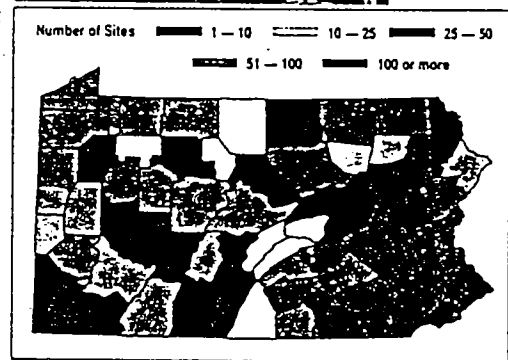 Number of Sites 1 — 10 10 — 25 25 — 50
51 — 100 100 or more